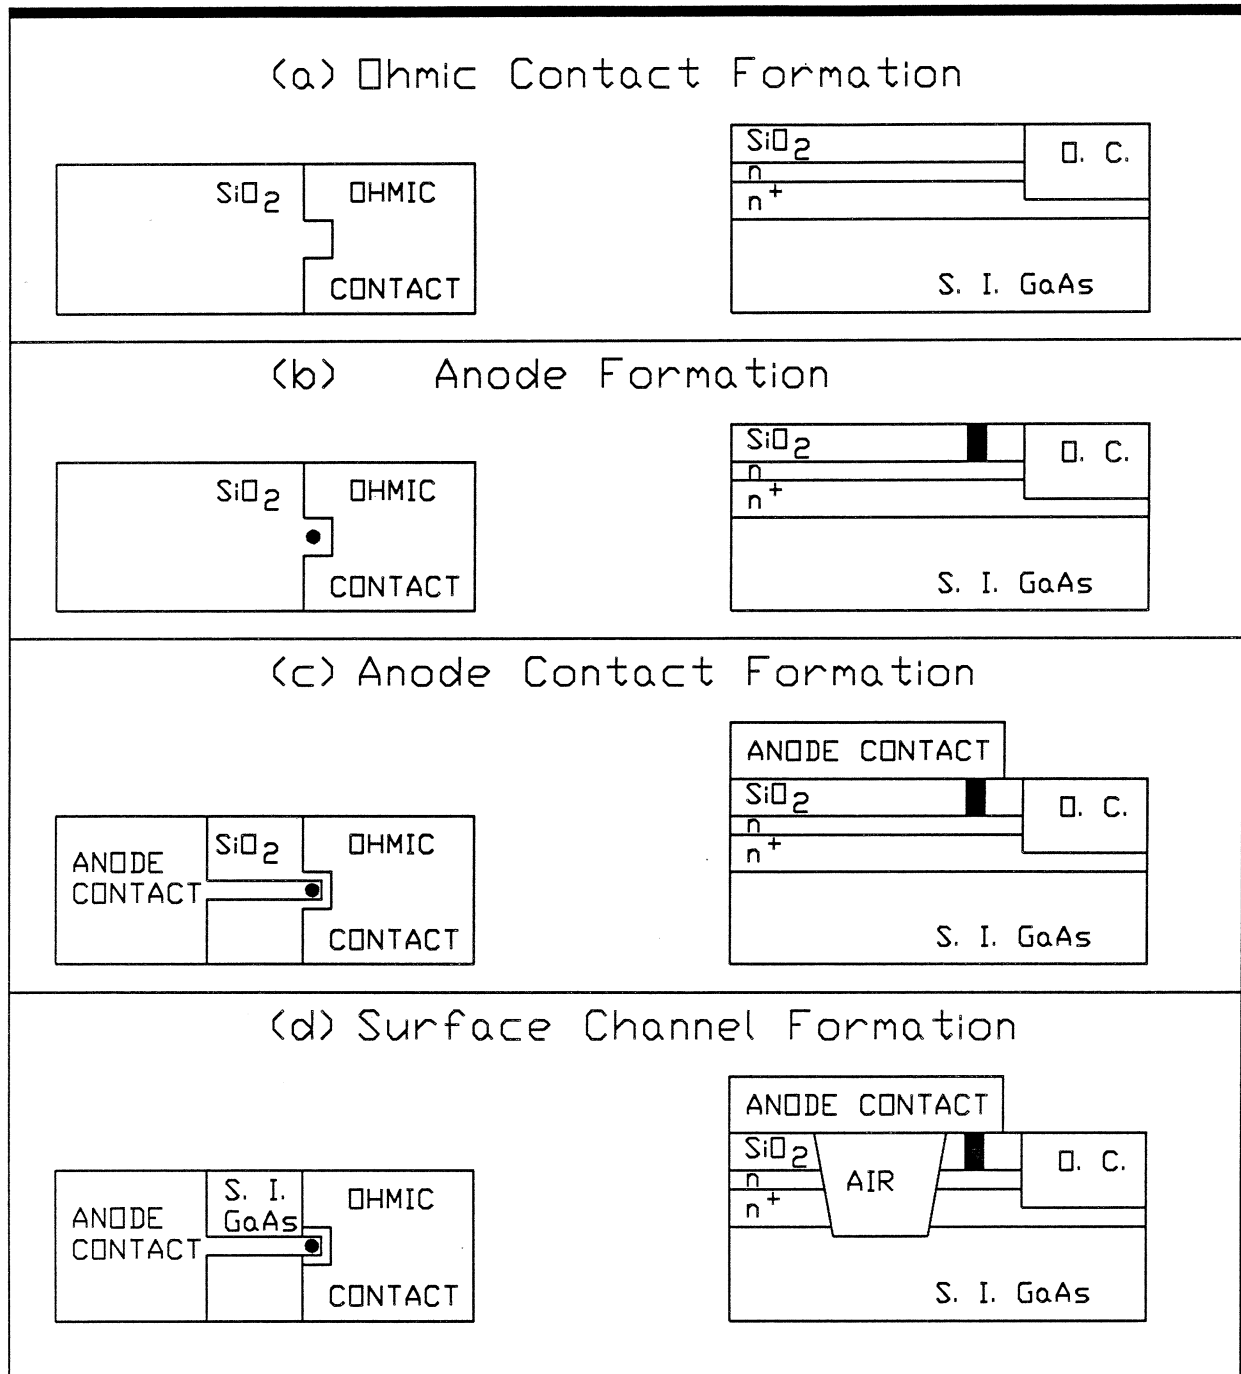 (a) Ohmic Contact Formation
SiO2
OHMIC
CONTACT
SiO2
n
n+
O. C.
S. I. GaAs
(b) Anode Formation
SiO2
OHMIC
CONTACT
SiO2
n
n+
O. C.
S. I. GaAs
(c) Anode Contact Formation
ANODE
CONTACT
SiO2
OHMIC
CONTACT
ANODE CONTACT
SiO2
n
n+
O. C.
S. I. GaAs
(d) Surface Channel Formation
ANODE
CONTACT
S. I.
GaAs
OHMIC
CONTACT
ANODE CONTACT
SiO2
n
n+
AIR
O. C.
S. I. GaAs